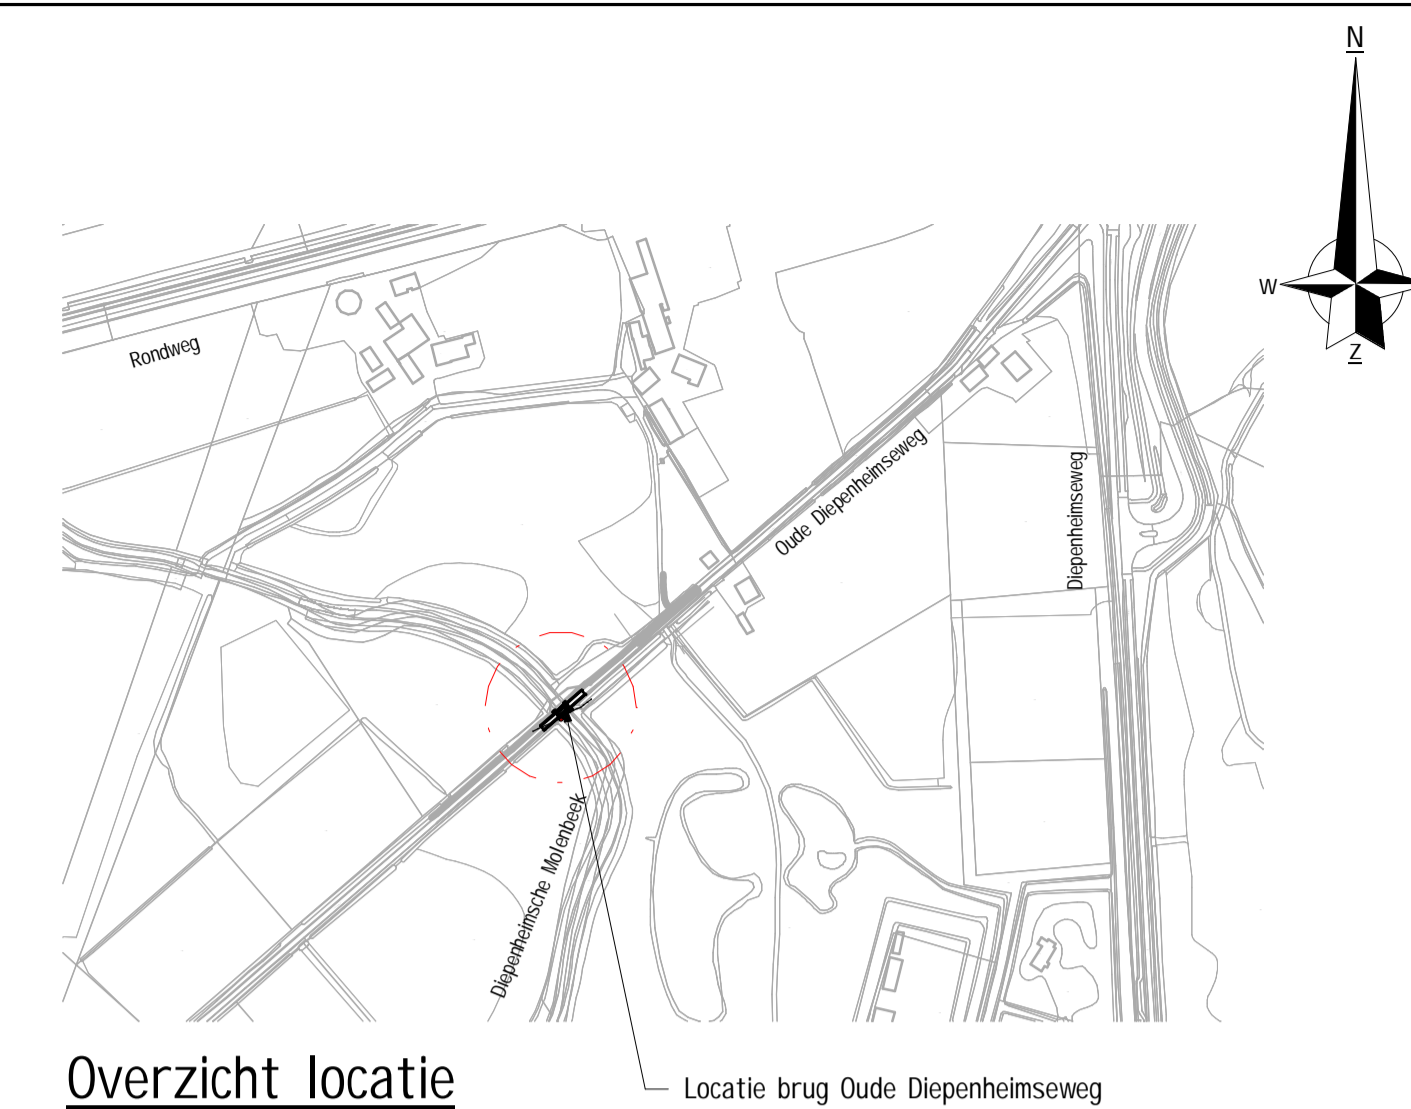 N
W
Z
Rondweg
Oude Diepenheimseweg
Diepenheimseweg
Diepenheimsche Molenbeek
Overzicht locatie
Locatie brug Oude Diepenheimseweg